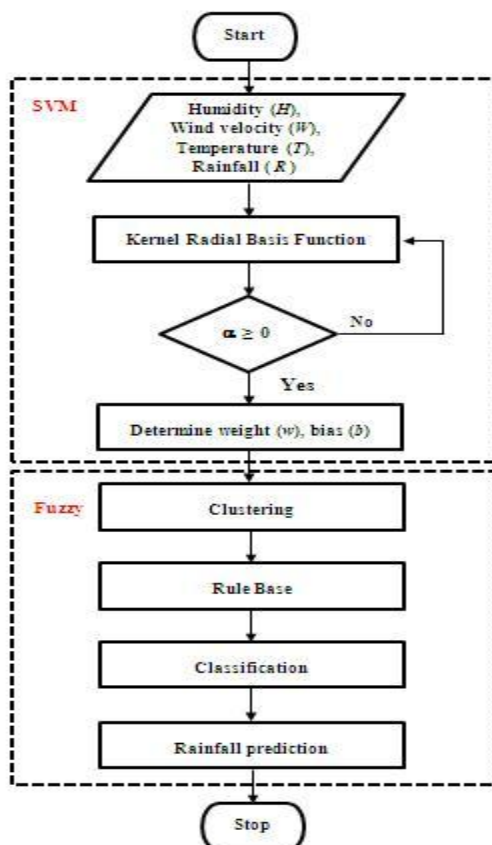 Start
SVM
Humidity (H),
Wind velocity (W),
Temperature (T),
Rainfall (R)
Kernel Radial Basis Function
α ≥ 0
No
Yes
Determine weight (w), bias (b)
Fuzzy
Clustering
Rule Base
Classification
Rainfall prediction
Stop